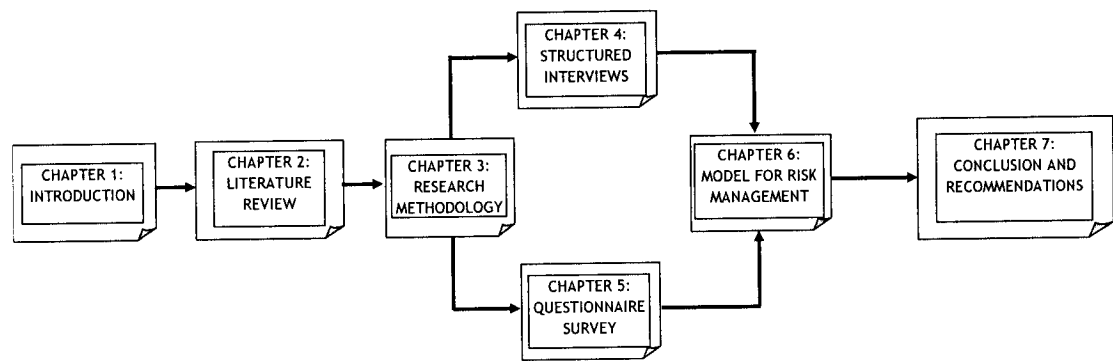 CHAPTER 1:
INTRODUCTION
CHAPTER 2:
LITERATURE
REVIEW
CHAPTER 3:
RESEARCH
METHODOLOGY
CHAPTER 4:
STRUCTURED
INTERVIEWS
CHAPTER 5:
QUESTIONNAIRE
SURVEY
CHAPTER 6:
MODEL FOR RISK
MANAGEMENT
CHAPTER 7:
CONCLUSION AND
RECOMMENDATIONS